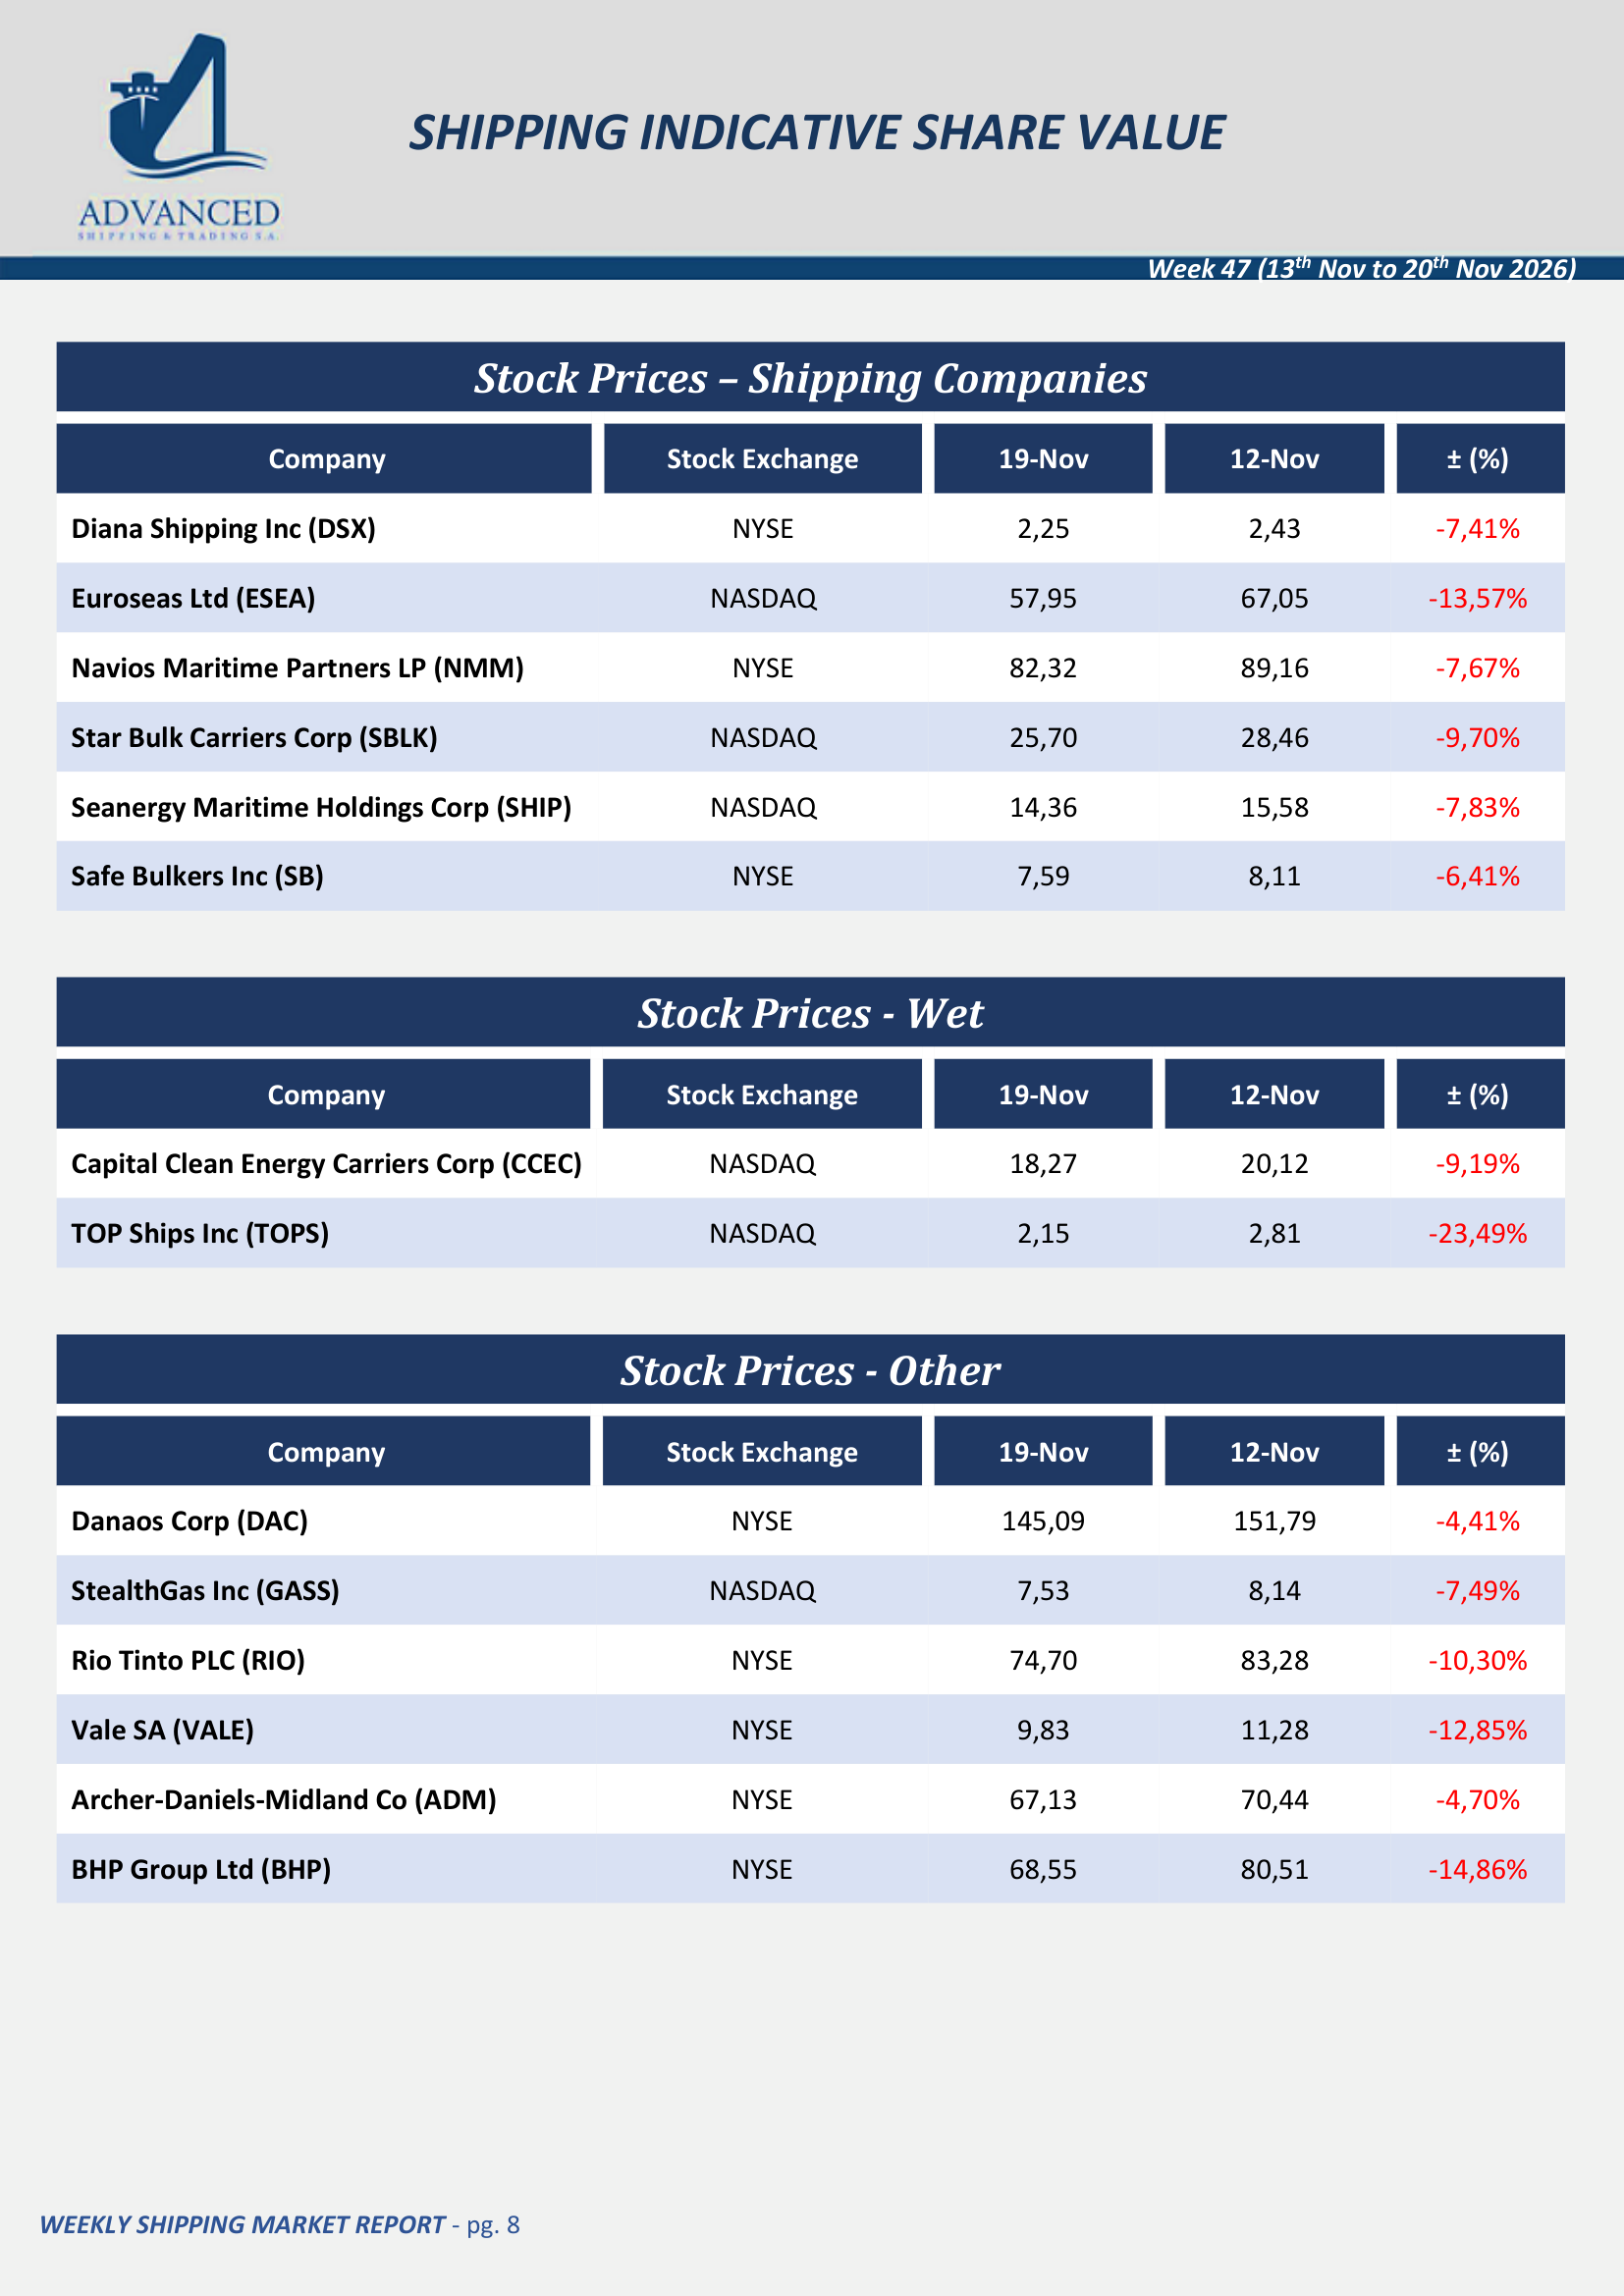 ADVANCED
SHIPPING & TRADING S.A.
SHIPPING INDICATIVE SHARE VALUE
Week 47 (13th Nov to 20th Nov 2026)
Stock Prices – Shipping Companies
Company Stock Exchange 19-Nov 12-Nov ± (%)
Diana Shipping Inc (DSX) NYSE 2,25 2,43 -7,41%
Euroseas Ltd (ESEA) NASDAQ 57,95 67,05 -13,57%
Navios Maritime Partners LP (NMM) NYSE 82,32 89,16 -7,67%
Star Bulk Carriers Corp (SBLK) NASDAQ 25,70 28,46 -9,70%
Seanergy Maritime Holdings Corp (SHIP) NASDAQ 14,36 15,58 -7,83%
Safe Bulkers Inc (SB) NYSE 7,59 8,11 -6,41%
Stock Prices - Wet
Company Stock Exchange 19-Nov 12-Nov ± (%)
Capital Clean Energy Carriers Corp (CCEC) NASDAQ 18,27 20,12 -9,19%
TOP Ships Inc (TOPS) NASDAQ 2,15 2,81 -23,49%
Stock Prices - Other
Company Stock Exchange 19-Nov 12-Nov ± (%)
Danaos Corp (DAC) NYSE 145,09 151,79 -4,41%
StealthGas Inc (GASS) NASDAQ 7,53 8,14 -7,49%
Rio Tinto PLC (RIO) NYSE 74,70 83,28 -10,30%
Vale SA (VALE) NYSE 9,83 11,28 -12,85%
Archer-Daniels-Midland Co (ADM) NYSE 67,13 70,44 -4,70%
BHP Group Ltd (BHP) NYSE 68,55 80,51 -14,86%
WEEKLY SHIPPING MARKET REPORT - pg. 8